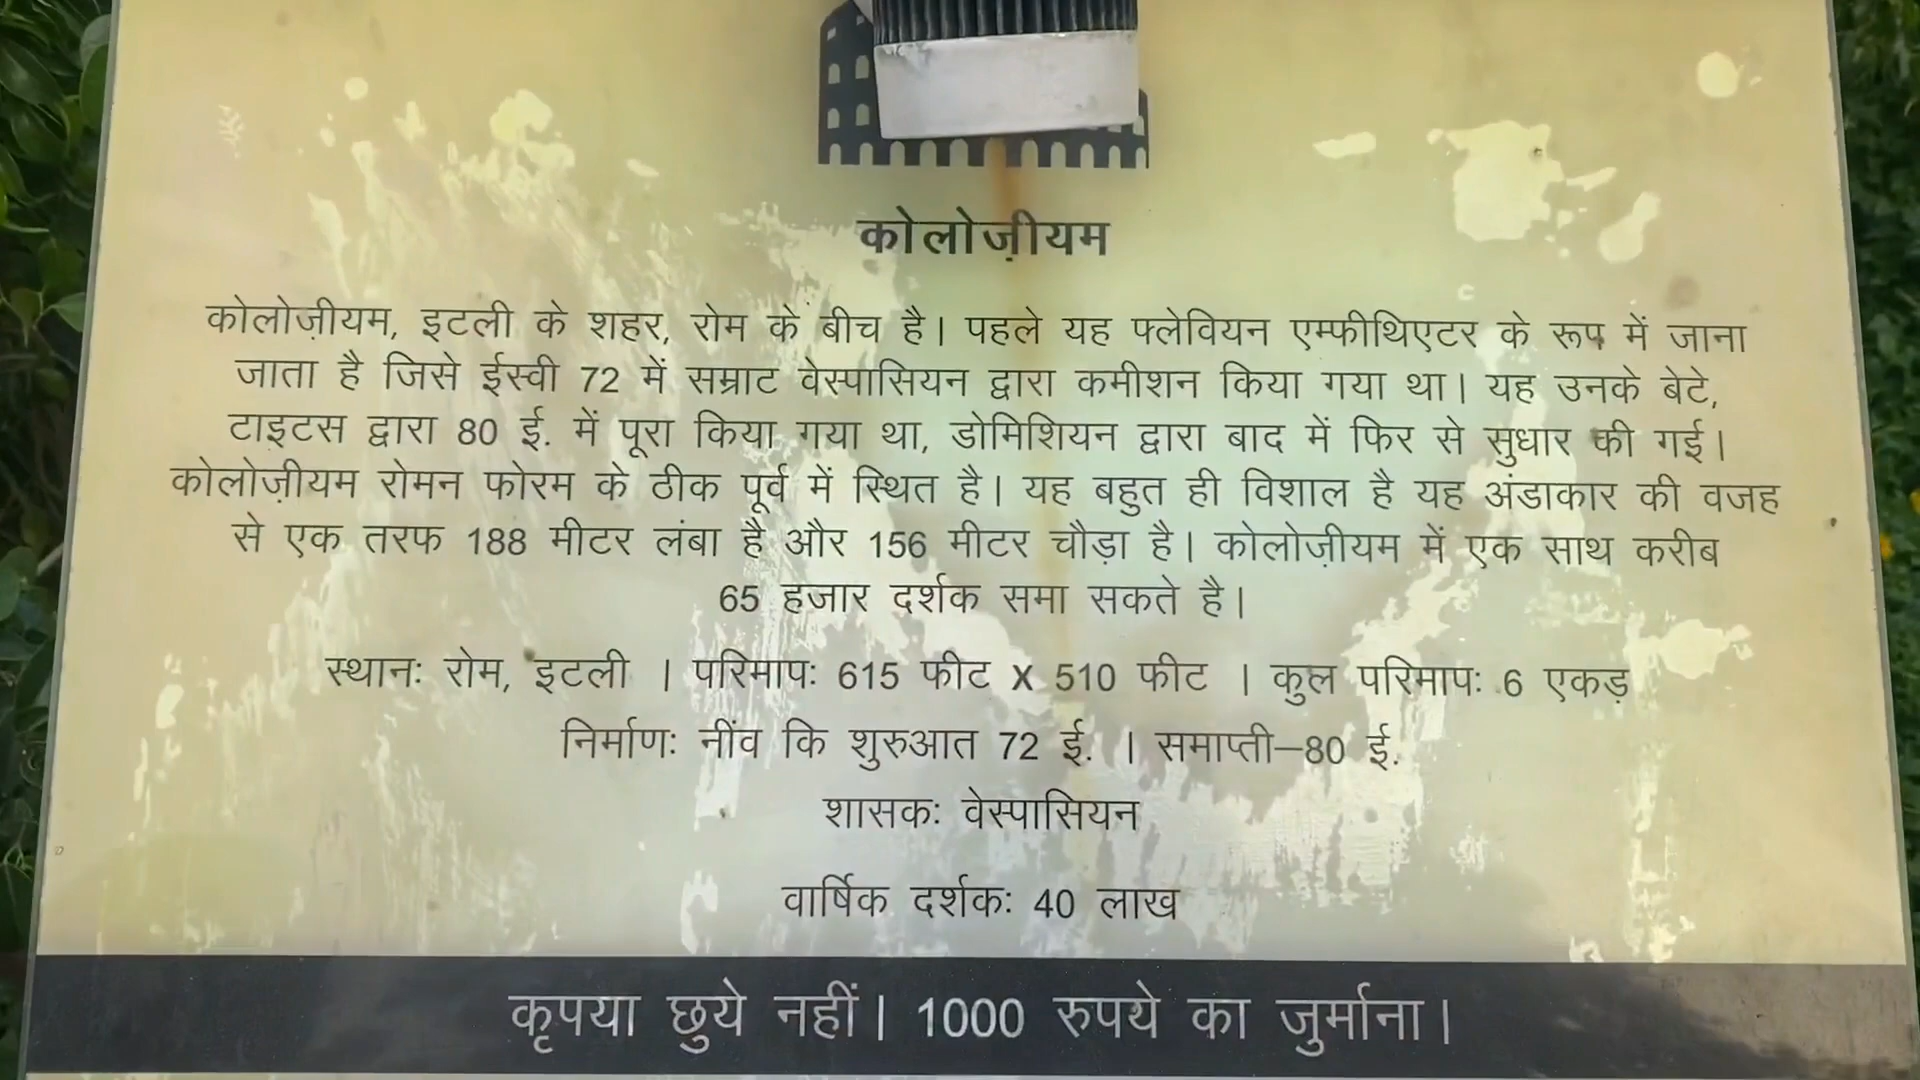 कोलोज़ीयम
कोलोज़ीयम, इटली के शहर, रोम के बीच है। पहले यह फ्लेवियन एम्फीथिएटर के रूप में जाना
जाता है जिसे ईस्वी 72 में सम्राट वेस्पासियन द्वारा कमीशन किया गया था। यह उनके बेटे,
टाइटस द्वारा 80 ई. में पूरा किया गया था, डोमिशियन द्वारा बाद में फिर से सुधार की गई।
कोलोज़ीयम रोमन फोरम के ठीक पूर्व में स्थित है। यह बहुत ही विशाल है यह अंडाकार की वजह
से एक तरफ 188 मीटर लंबा है और 156 मीटर चौड़ा है। कोलोज़ीयम में एक साथ करीब
65 हजार दर्शक समा सकते है।
स्थानः रोम, इटली । परिमापः 615 फीट X 510 फीट । कुल परिमापः 6 एकड़
निर्माणः नींव कि शुरुआत 72 ई. । समाप्ती–80 ई.
शासकः वेस्पासियन
वार्षिक दर्शकः 40 लाख
कृपया छुये नहीं। 1000 रुपये का जुर्माना।